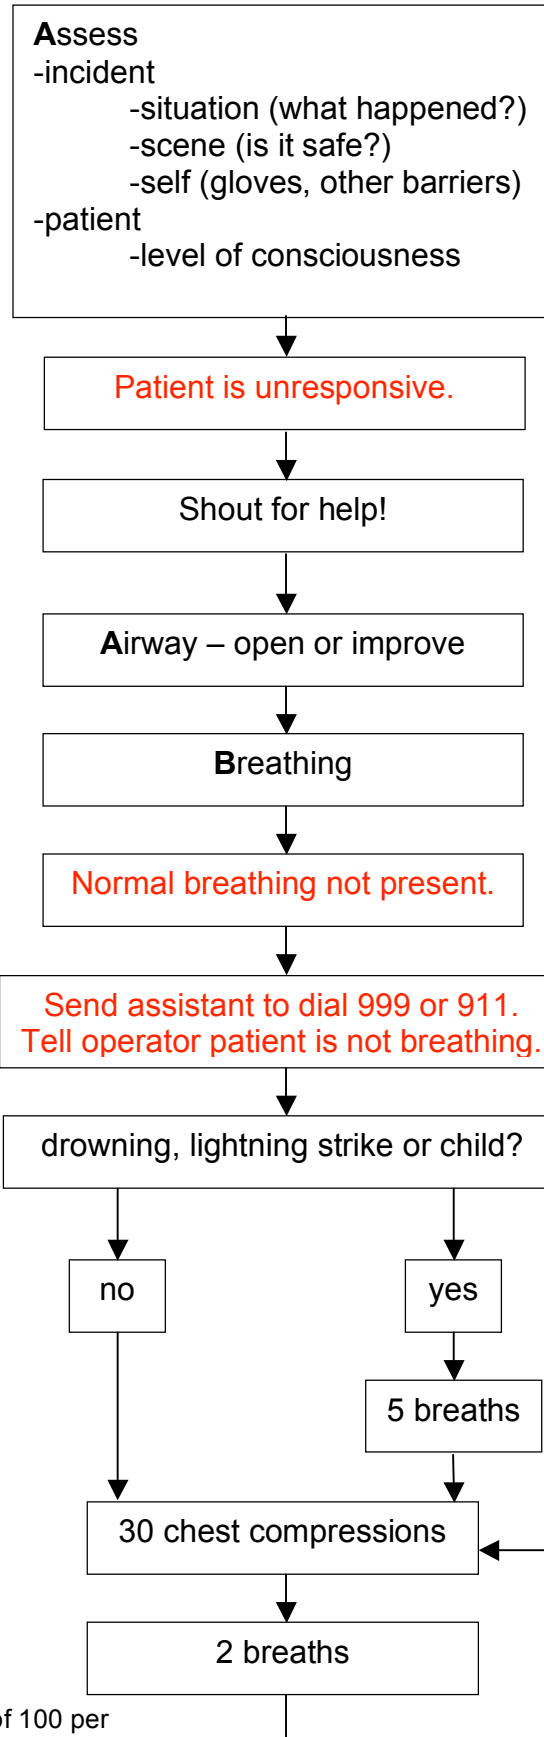 Assess
-incident
-situation (what happened?)
-scene (is it safe?)
-self (gloves, other barriers)
-patient
-level of consciousness
Patient is unresponsive.
Shout for help!
Airway – open or improve
Breathing
Normal breathing not present.
Send assistant to dial 999 or 911.
Tell operator patient is not breathing.
drowning, lightning strike or child?
no
yes
5 breaths
30 chest compressions
2 breaths
of 100 per